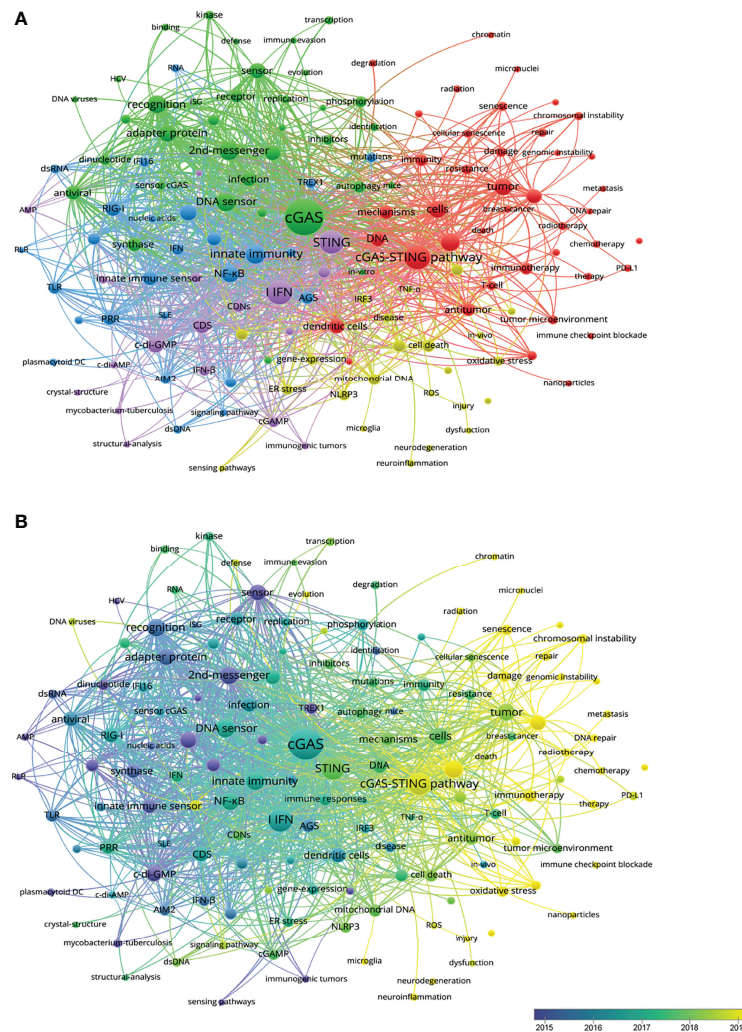 A
kinase
transcription
binding
defense
immune evasion
chromatin
RNA
sensor
degradation
micronuclei
HCV
evolution
DNA viruses
ISG
receptor
replication
phosphorylation
radiation
senescence
recognition
identification
chromosomal instability
adapter protein
inhibitors
cellular senescence
repair
2nd-messenger
mutations
immunity
damage
genomic instability
dsRNA
dinucleotide
IFI16
resistance
sensor cGAS
infection
TREX1
autophagy
mice
tumor
metastasis
antiviral
breast-cancer
AMP
RIG-I
DNA sensor
mechanisms
cells
DNA repair
nucleic acids
cGAS
radiotherapy
death
synthase
IFN
STING
DNA
chemotherapy
RLR
innate immunity
cGAS-STING pathway
immunotherapy
PD-L1
innate immune sensor
NF-κB
in-vitro
therapy
TLR
T-cell
I IFN
TNF-α
CDNs
AGS
IRF3
antitumor
PRR
SLE
disease
tumor microenvironment
CDS
dendritic cells
in-vivo
immune checkpoint blockade
c-di-GMP
cell death
plasmacytoid DC
c-di-AMP
gene-expression
oxidative stress
IFN-β
mitochondrial DNA
nanoparticles
crystal-structure
AIM2
ER stress
NLRP3
ROS
injury
mycobacterium-tuberculosis
signaling pathway
cGAMP
dsDNA
microglia
dysfunction
structural-analysis
immunogenic tumors
neurodegeneration
sensing pathways
neuroinflammation
B
kinase
transcription
binding
defense
immune evasion
chromatin
RNA
sensor
degradation
micronuclei
HCV
evolution
DNA viruses
ISG
receptor
replication
phosphorylation
radiation
senescence
recognition
identification
chromosomal instability
adapter protein
inhibitors
cellular senescence
repair
2nd-messenger
mutations
immunity
damage
genomic instability
dsRNA
dinucleotide
IFI16
resistance
sensor cGAS
infection
TREX1
autophagy
mice
tumor
metastasis
antiviral
breast-cancer
AMP
RIG-I
DNA sensor
mechanisms
cells
DNA repair
nucleic acids
cGAS
radiotherapy
death
synthase
IFN
STING
DNA
chemotherapy
RLR
innate immunity
cGAS-STING pathway
immunotherapy
PD-L1
innate immune sensor
NF-κB
immune responses
therapy
TLR
T-cell
I IFN
TNF-α
CDNs
AGS
IRF3
antitumor
PRR
SLE
disease
tumor microenvironment
CDS
dendritic cells
in-vivo
immune checkpoint blockade
c-di-GMP
cell death
plasmacytoid DC
c-di-AMP
gene-expression
oxidative stress
IFN-β
mitochondrial DNA
nanoparticles
crystal-structure
AIM2
ER stress
NLRP3
ROS
injury
mycobacterium-tuberculosis
signaling pathway
cGAMP
dsDNA
microglia
dysfunction
structural-analysis
immunogenic tumors
neurodegeneration
sensing pathways
neuroinflammation
2015 2016 2017 2018